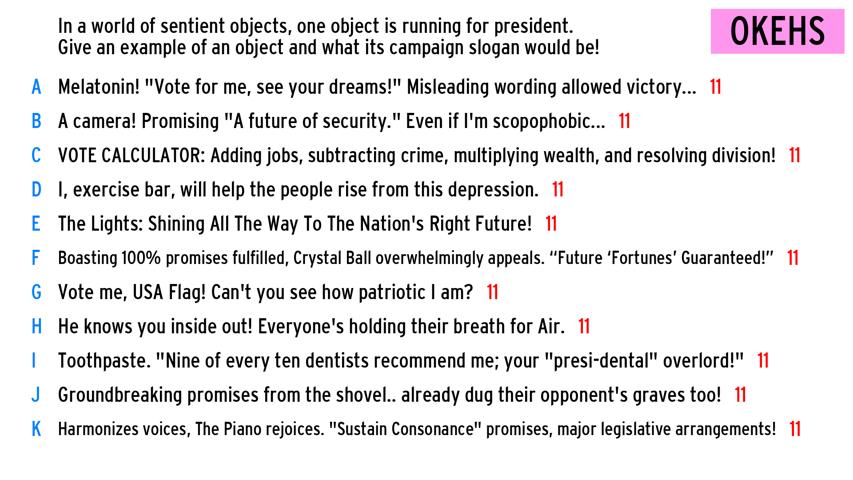 In a world of sentient objects, one object is running for president.
Give an example of an object and what its campaign slogan would be!
OKEHS
A Melatonin! "Vote for me, see your dreams!" Misleading wording allowed victory... 11
B A camera! Promising "A future of security." Even if I'm scopophobic... 11
C VOTE CALCULATOR: Adding jobs, subtracting crime, multiplying wealth, and resolving division! 11
D I, exercise bar, will help the people rise from this depression. 11
E The Lights: Shining All The Way To The Nation's Right Future! 11
F Boasting 100% promises fulfilled, Crystal Ball overwhelmingly appeals. “Future ‘Fortunes’ Guaranteed!” 11
G Vote me, USA Flag! Can't you see how patriotic I am? 11
H He knows you inside out! Everyone's holding their breath for Air. 11
I Toothpaste. "Nine of every ten dentists recommend me; your "presi-dental" overlord!" 11
J Groundbreaking promises from the shovel.. already dug their opponent's graves too! 11
K Harmonizes voices, The Piano rejoices. "Sustain Consonance" promises, major legislative arrangements! 11